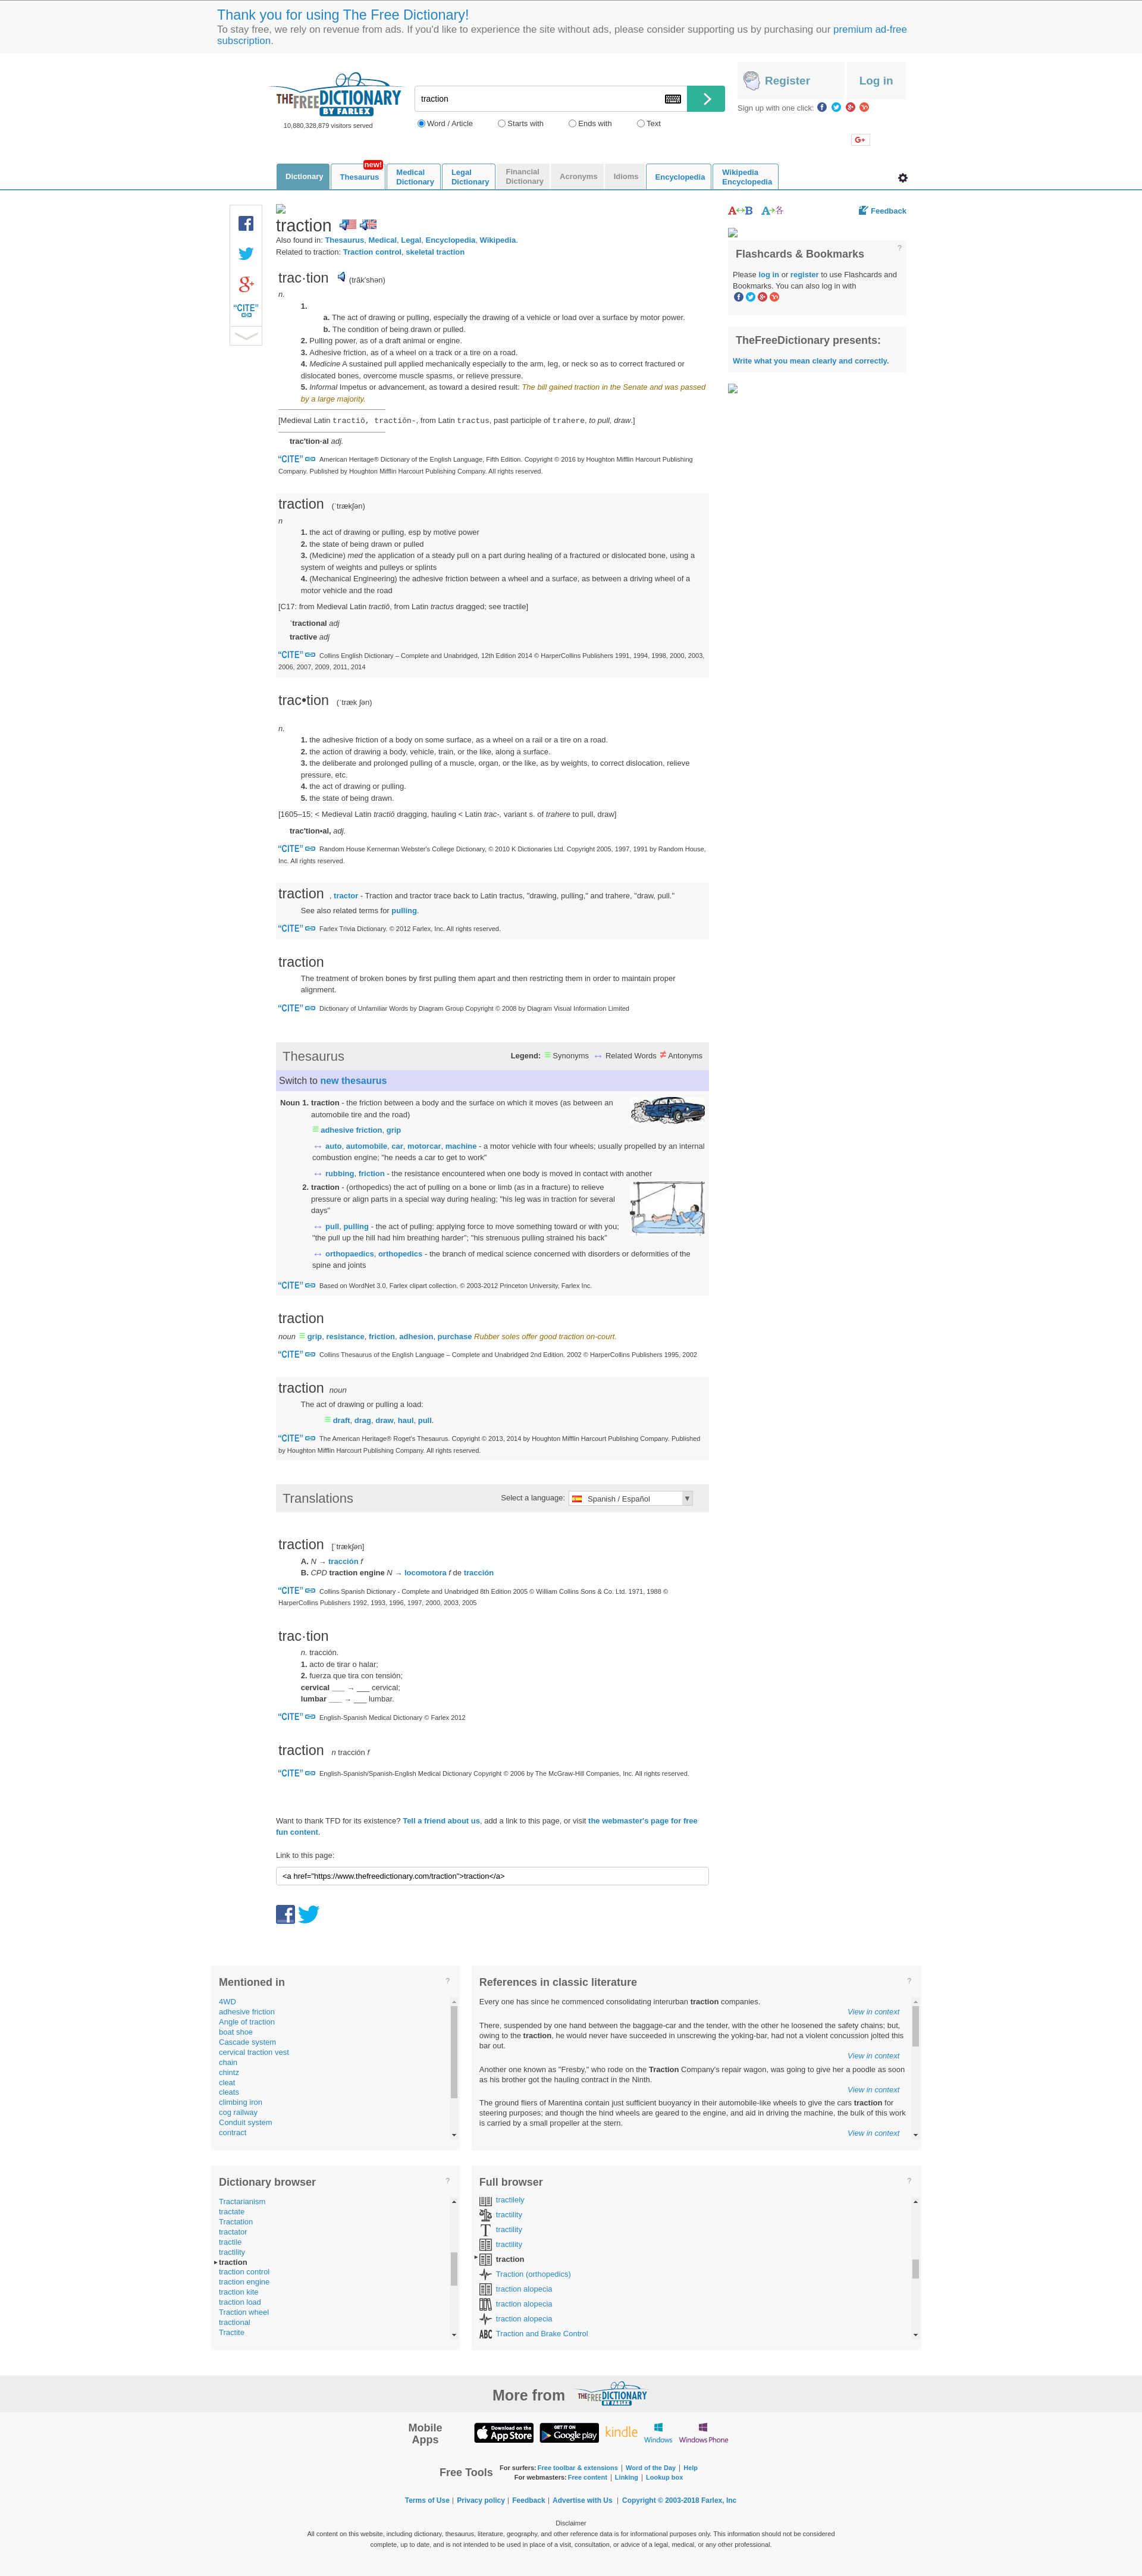 Thank you for using The Free Dictionary!
To stay free, we rely on revenue from ads. If you'd like to experience the site without ads, please consider supporting us by purchasing our premium ad-free
subscription.
THE FREE DICTIONARY
BY FARLEX
10,880,328,879 visitors served
traction
Word / Article Starts with Ends with Text
Register
Log in
Sign up with one click:
G+
new!
Dictionary
Thesaurus
Medical
Dictionary
Legal
Dictionary
Financial
Dictionary
Acronyms
Idioms
Encyclopedia
Wikipedia
Encyclopedia
"CITE"
traction
Also found in: Thesaurus, Medical, Legal, Encyclopedia, Wikipedia.
Related to traction: Traction control, skeletal traction
trac·tion (trăk′shən)
n.
1.
a. The act of drawing or pulling, especially the drawing of a vehicle or load over a surface by motor power.
b. The condition of being drawn or pulled.
2. Pulling power, as of a draft animal or engine.
3. Adhesive friction, as of a wheel on a track or a tire on a road.
4. Medicine A sustained pull applied mechanically especially to the arm, leg, or neck so as to correct fractured or
dislocated bones, overcome muscle spasms, or relieve pressure.
5. Informal Impetus or advancement, as toward a desired result: The bill gained traction in the Senate and was passed
by a large majority.
[Medieval Latin tractiō, tractiōn-, from Latin tractus, past participle of trahere, to pull, draw.]
trac′tion·al adj.
"CITE" American Heritage® Dictionary of the English Language, Fifth Edition. Copyright © 2016 by Houghton Mifflin Harcourt Publishing
Company. Published by Houghton Mifflin Harcourt Publishing Company. All rights reserved.
traction (ˈtrækʃən)
n
1. the act of drawing or pulling, esp by motive power
2. the state of being drawn or pulled
3. (Medicine) med the application of a steady pull on a part during healing of a fractured or dislocated bone, using a
system of weights and pulleys or splints
4. (Mechanical Engineering) the adhesive friction between a wheel and a surface, as between a driving wheel of a
motor vehicle and the road
[C17: from Medieval Latin tractiō, from Latin tractus dragged; see tractile]
ˈtractional adj
tractive adj
"CITE" Collins English Dictionary – Complete and Unabridged, 12th Edition 2014 © HarperCollins Publishers 1991, 1994, 1998, 2000, 2003,
2006, 2007, 2009, 2011, 2014
trac•tion (ˈtræk ʃən)
n.
1. the adhesive friction of a body on some surface, as a wheel on a rail or a tire on a road.
2. the action of drawing a body, vehicle, train, or the like, along a surface.
3. the deliberate and prolonged pulling of a muscle, organ, or the like, as by weights, to correct dislocation, relieve
pressure, etc.
4. the act of drawing or pulling.
5. the state of being drawn.
[1605–15; < Medieval Latin tractiō dragging, hauling < Latin trac-, variant s. of trahere to pull, draw]
trac′tion•al, adj.
"CITE" Random House Kernerman Webster's College Dictionary, © 2010 K Dictionaries Ltd. Copyright 2005, 1997, 1991 by Random House,
Inc. All rights reserved.
traction , tractor - Traction and tractor trace back to Latin tractus, "drawing, pulling," and trahere, "draw, pull."
See also related terms for pulling.
"CITE" Farlex Trivia Dictionary. © 2012 Farlex, Inc. All rights reserved.
traction
The treatment of broken bones by first pulling them apart and then restricting them in order to maintain proper
alignment.
"CITE" Dictionary of Unfamiliar Words by Diagram Group Copyright © 2008 by Diagram Visual Information Limited
Thesaurus
Legend: Synonyms ↔ Related Words ≠ Antonyms
Switch to new thesaurus
Noun 1. traction - the friction between a body and the surface on which it moves (as between an
automobile tire and the road)
adhesive friction, grip
↔ auto, automobile, car, motorcar, machine - a motor vehicle with four wheels; usually propelled by an internal
combustion engine; "he needs a car to get to work"
↔ rubbing, friction - the resistance encountered when one body is moved in contact with another
2. traction - (orthopedics) the act of pulling on a bone or limb (as in a fracture) to relieve
pressure or align parts in a special way during healing; "his leg was in traction for several
days"
↔ pull, pulling - the act of pulling; applying force to move something toward or with you;
"the pull up the hill had him breathing harder"; "his strenuous pulling strained his back"
↔ orthopaedics, orthopedics - the branch of medical science concerned with disorders or deformities of the
spine and joints
"CITE" Based on WordNet 3.0, Farlex clipart collection. © 2003-2012 Princeton University, Farlex Inc.
traction
noun grip, resistance, friction, adhesion, purchase Rubber soles offer good traction on-court.
"CITE" Collins Thesaurus of the English Language – Complete and Unabridged 2nd Edition. 2002 © HarperCollins Publishers 1995, 2002
traction noun
The act of drawing or pulling a load:
draft, drag, draw, haul, pull.
"CITE" The American Heritage® Roget's Thesaurus. Copyright © 2013, 2014 by Houghton Mifflin Harcourt Publishing Company. Published
by Houghton Mifflin Harcourt Publishing Company. All rights reserved.
Translations
Select a language: Spanish / Español ▼
traction [ˈtrækʃən]
A. N → tracción f
B. CPD traction engine N → locomotora f de tracción
"CITE" Collins Spanish Dictionary - Complete and Unabridged 8th Edition 2005 © William Collins Sons & Co. Ltd. 1971, 1988 ©
HarperCollins Publishers 1992, 1993, 1996, 1997, 2000, 2003, 2005
trac·tion
n. tracción.
1. acto de tirar o halar;
2. fuerza que tira con tensión;
cervical ___ → ___ cervical;
lumbar ___ → ___ lumbar.
"CITE" English-Spanish Medical Dictionary © Farlex 2012
traction n tracción f
"CITE" English-Spanish/Spanish-English Medical Dictionary Copyright © 2006 by The McGraw-Hill Companies, Inc. All rights reserved.
Want to thank TFD for its existence? Tell a friend about us, add a link to this page, or visit the webmaster's page for free
fun content.
Link to this page:
<a href="https://www.thefreedictionary.com/traction">traction</a>
A↔B
Feedback
Flashcards & Bookmarks ?
Please log in or register to use Flashcards and
Bookmarks. You can also log in with
TheFreeDictionary presents:
Write what you mean clearly and correctly.
Mentioned in ?
4WD
adhesive friction
Angle of traction
boat shoe
Cascade system
cervical traction vest
chain
chintz
cleat
cleats
climbing iron
cog railway
Conduit system
contract
References in classic literature ?
Every one has since he commenced consolidating interurban traction companies.
View in context
There, suspended by one hand between the baggage-car and the tender, with the other he loosened the safety chains; but,
owing to the traction, he would never have succeeded in unscrewing the yoking-bar, had not a violent concussion jolted this
bar out.
View in context
Another one known as "Fresby," who rode on the Traction Company's repair wagon, was going to give her a poodle as soon
as his brother got the hauling contract in the Ninth.
View in context
The ground fliers of Marentina contain just sufficient buoyancy in their automobile-like wheels to give the cars traction for
steering purposes; and though the hind wheels are geared to the engine, and aid in driving the machine, the bulk of this work
is carried by a small propeller at the stern.
View in context
Dictionary browser ?
Tractarianism
tractate
Tractation
tractator
tractile
tractility
traction
traction control
traction engine
traction kite
traction load
Traction wheel
tractional
Tractite
Full browser ?
tractilely
tractility
tractility
tractility
traction
Traction (orthopedics)
traction alopecia
traction alopecia
traction alopecia
ABC Traction and Brake Control
More from THE FREE DICTIONARY BY FARLEX
Mobile
Apps
Download on the
App Store
GET IT ON
Google play
kindle
Windows
Windows Phone
Free Tools
For surfers: Free toolbar & extensions | Word of the Day | Help
For webmasters: Free content | Linking | Lookup box
Terms of Use | Privacy policy | Feedback | Advertise with Us | Copyright © 2003-2018 Farlex, Inc
Disclaimer
All content on this website, including dictionary, thesaurus, literature, geography, and other reference data is for informational purposes only. This information should not be considered
complete, up to date, and is not intended to be used in place of a visit, consultation, or advice of a legal, medical, or any other professional.